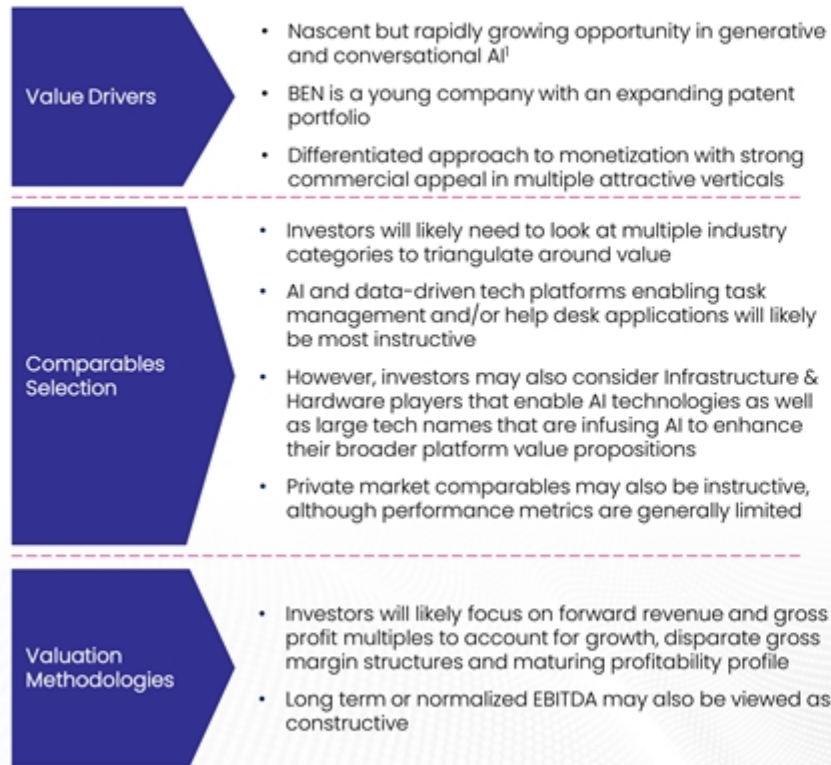 Value Drivers
• Nascent but rapidly growing opportunity in generative
and conversational AI¹
• BEN is a young company with an expanding patent
portfolio
• Differentiated approach to monetization with strong
commercial appeal in multiple attractive verticals
Comparables
Selection
• Investors will likely need to look at multiple industry
categories to triangulate around value
• AI and data-driven tech platforms enabling task
management and/or help desk applications will likely
be most instructive
• However, investors may also consider Infrastructure &
Hardware players that enable AI technologies as well
as large tech names that are infusing AI to enhance
their broader platform value propositions
• Private market comparables may also be instructive,
although performance metrics are generally limited
Valuation
Methodologies
• Investors will likely focus on forward revenue and gross
profit multiples to account for growth, disparate gross
margin structures and maturing profitability profile
• Long term or normalized EBITDA may also be viewed as
constructive